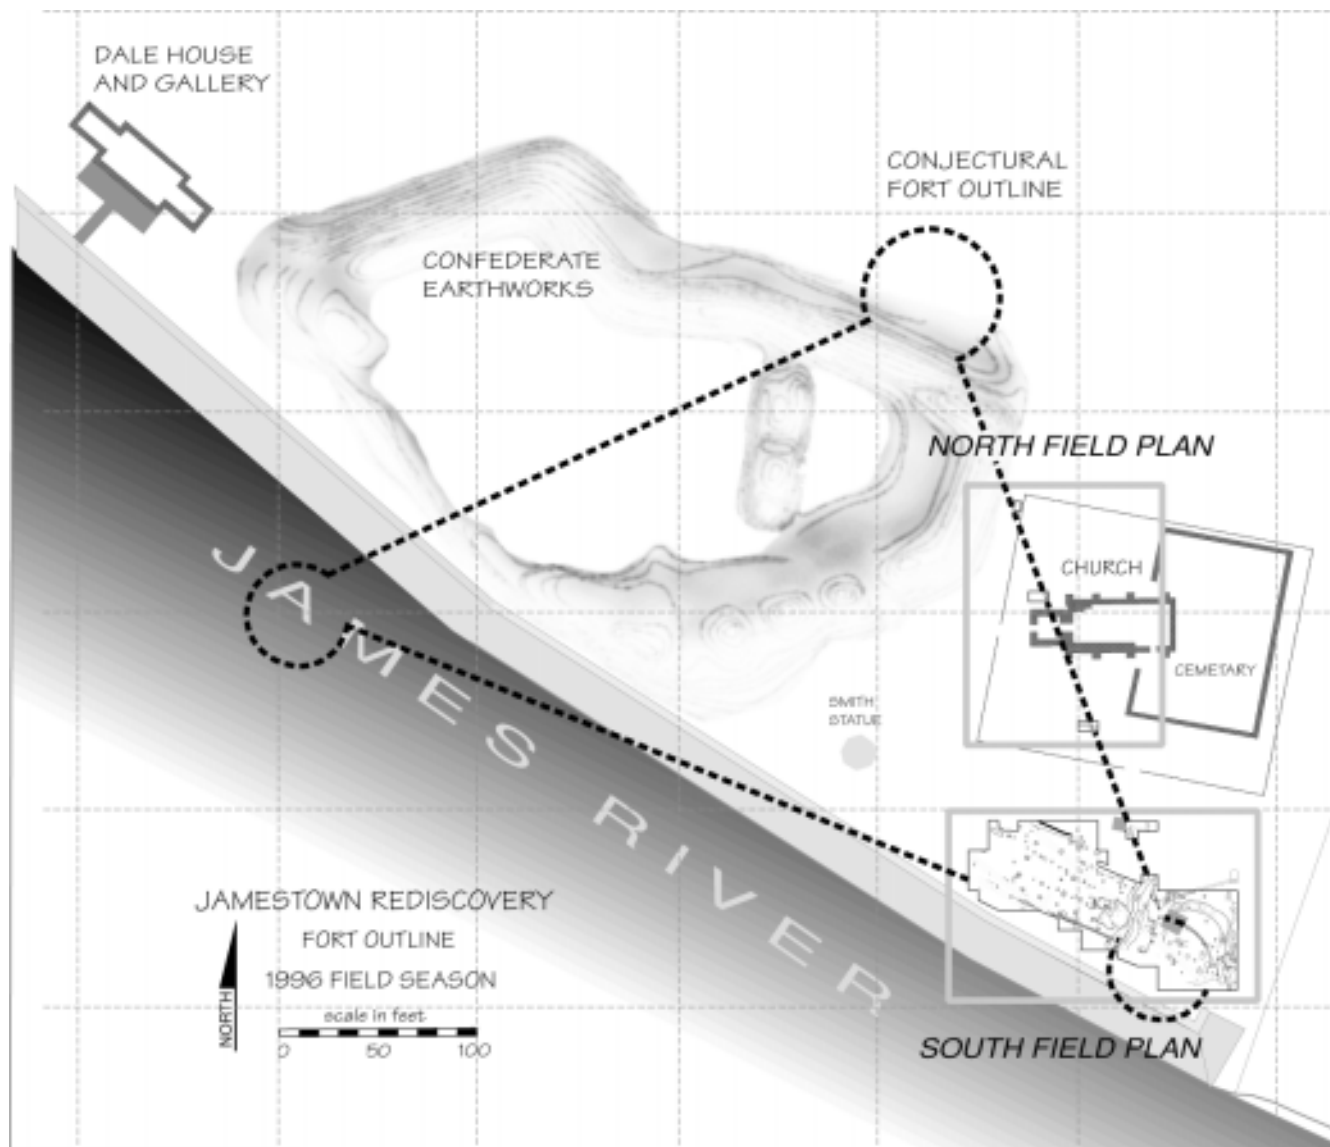 DALE HOUSE
AND GALLERY
CONJECTURAL
FORT OUTLINE
CONFEDERATE
EARTHWORKS
NORTH FIELD PLAN
CHURCH
CEMETARY
SMITH
STATUE
JAMES RIVER
JAMESTOWN REDISCOVERY
FORT OUTLINE
1996 FIELD SEASON
NORTH
scale in feet
0 50 100
SOUTH FIELD PLAN